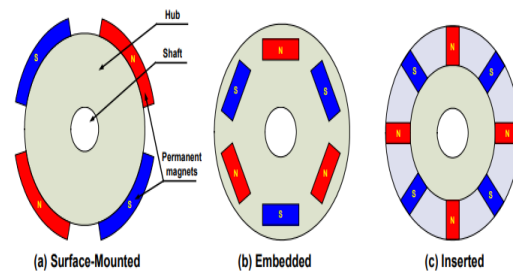 Hub
Shaft
Permanent
magnets
S
N
N
S
N
S
S
N
N
S
N
S
S
N
N
S
S
N
(a) Surface-Mounted
(b) Embedded
(c) Inserted